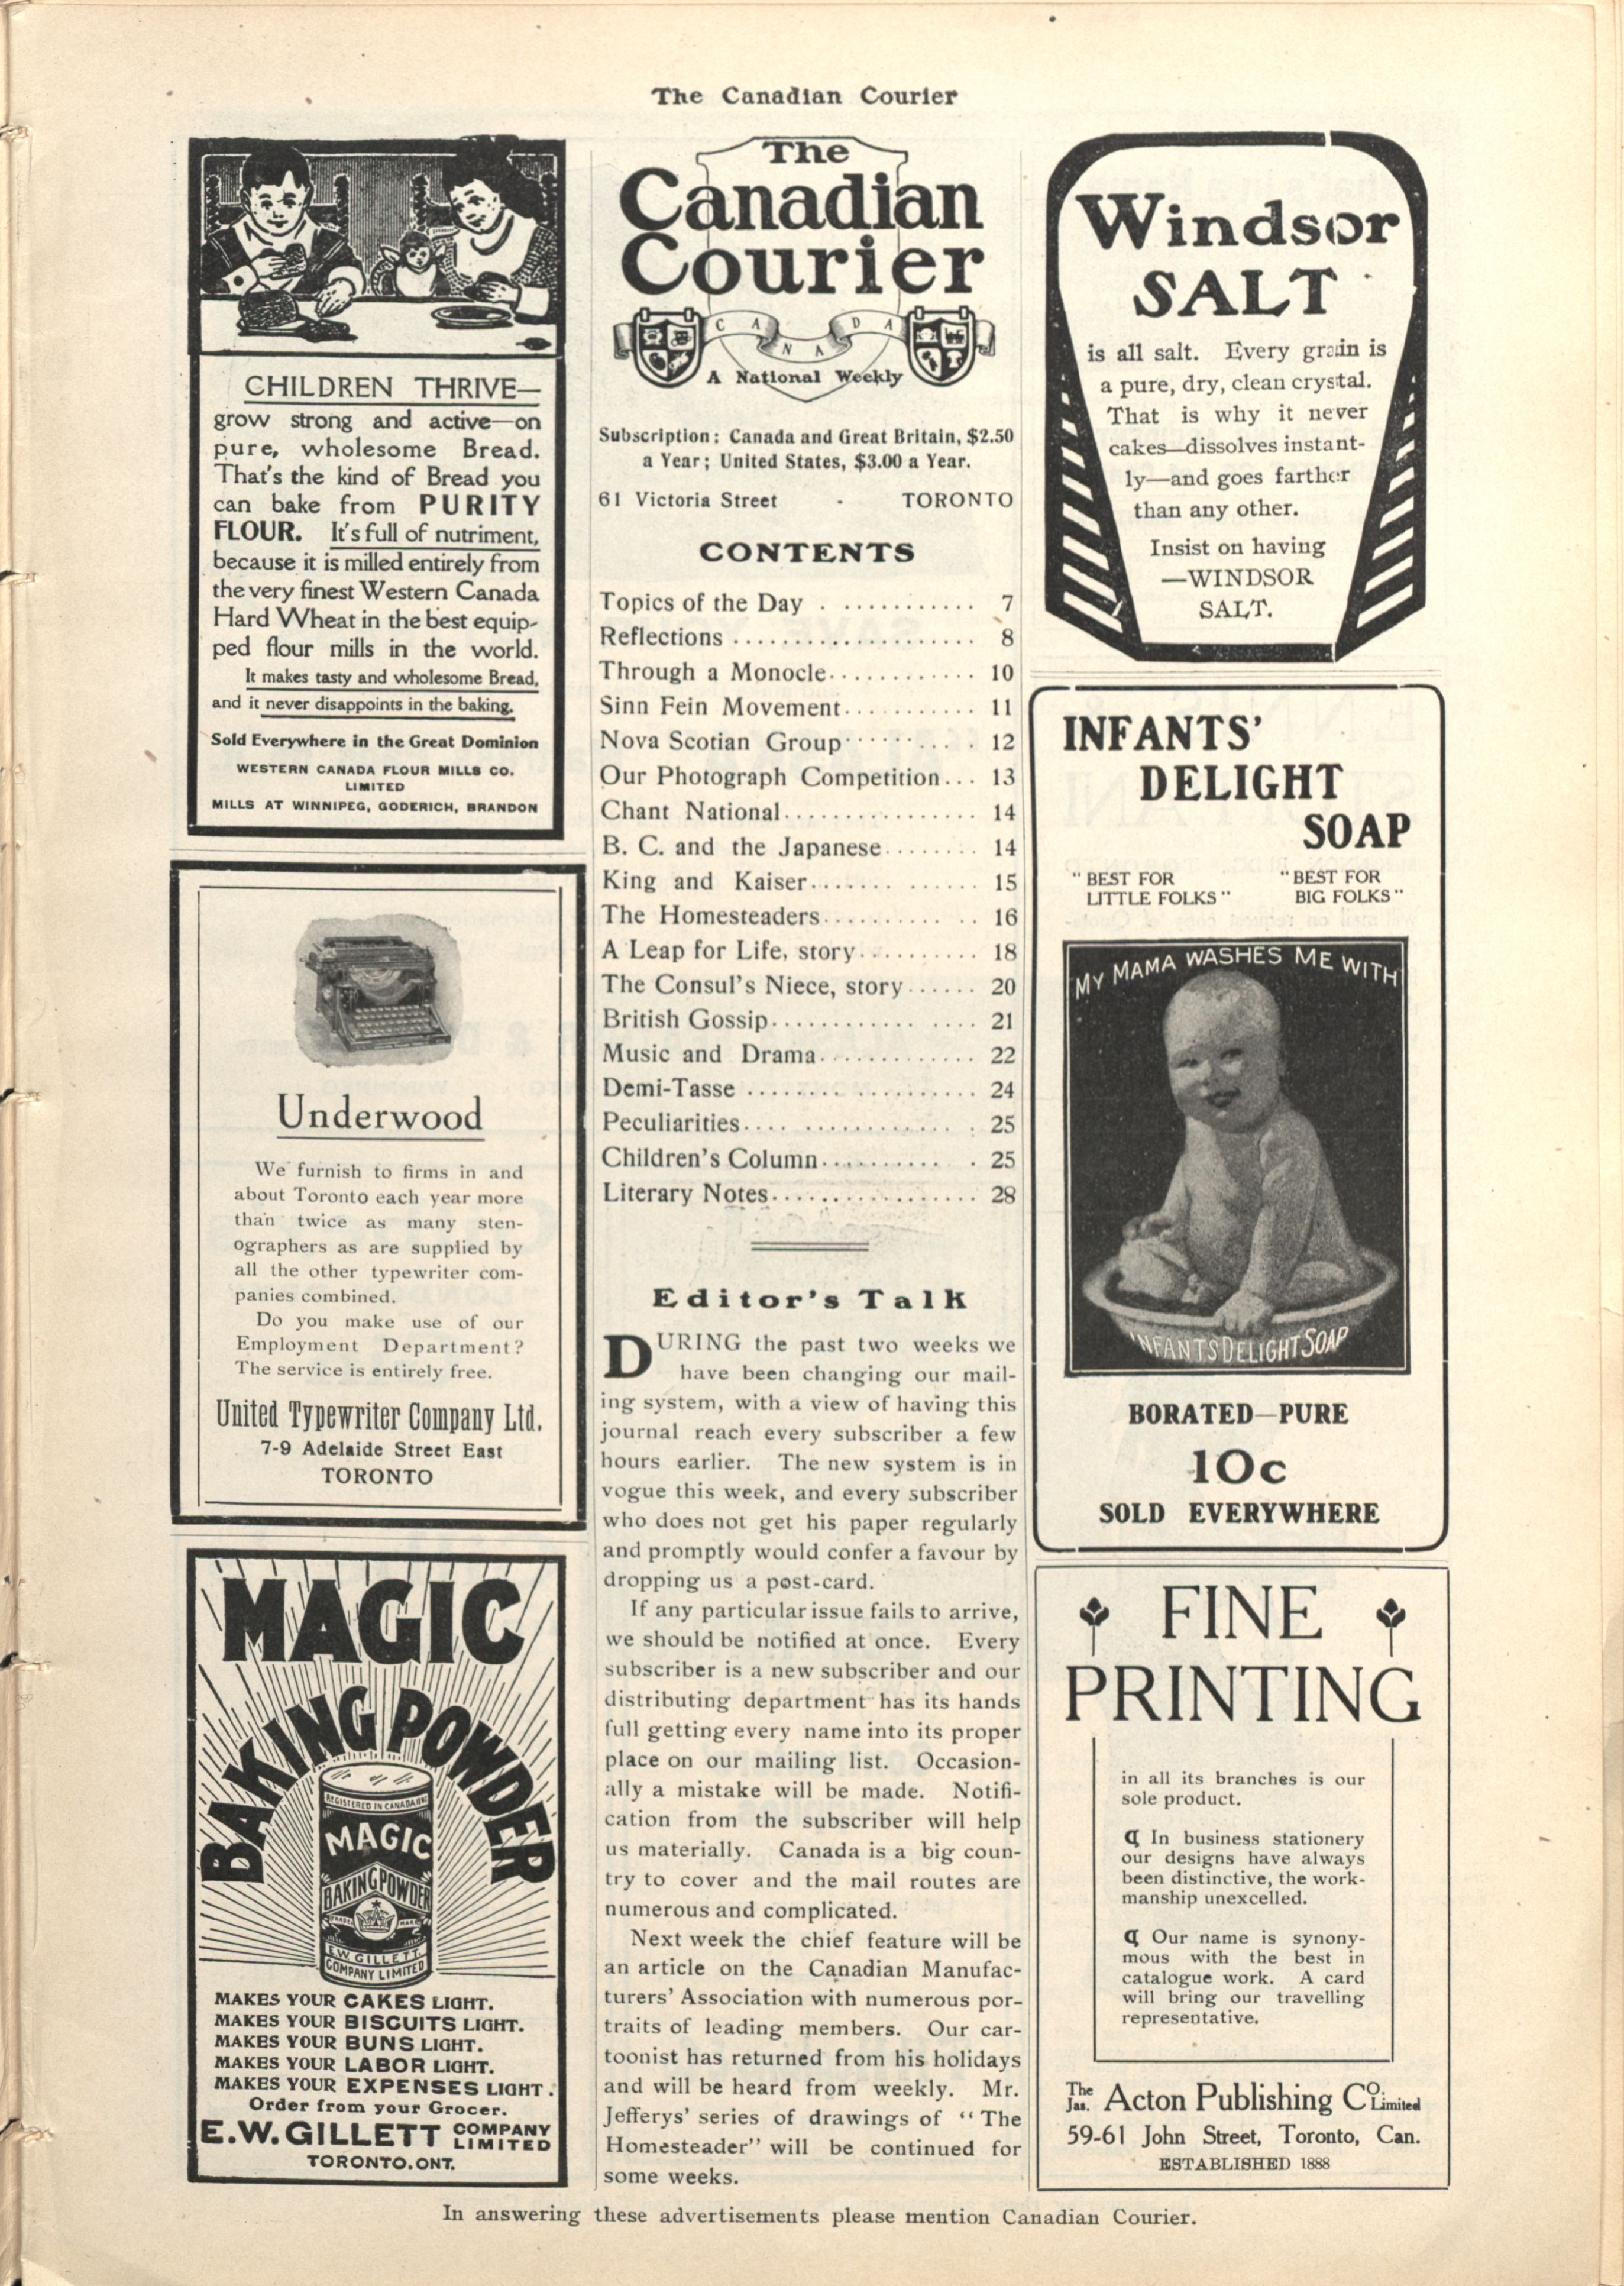 The Canadian Courier
CHILDREN THRIVE—
grow strong and active—on
pure, wholesome Bread.
That's the kind of Bread you
can bake from PURITY
FLOUR. It's full of nutriment,
because it is milled entirely from
the very finest Western Canada
Hard Wheat in the best equip-
ped flour mills in the world.
It makes tasty and wholesome Bread,
and it never disappoints in the baking.
Sold Everywhere in the Great Dominion
WESTERN CANADA FLOUR MILLS CO.
LIMITED
MILLS AT WINNIPEG, GODERICH, BRANDON
Underwood
We furnish to firms in and
about Toronto each year more
than twice as many sten-
ographers as are supplied by
all the other typewriter com-
panies combined.
Do you make use of our
Employment Department?
The service is entirely free.
United Typewriter Company Ltd.
7-9 Adelaide Street East
TORONTO
MAGIC
BAKING POWDER
REGISTERED IN CANADA
MAGIC
BAKING POWDER
TRADE MARK
E.W. GILLETT
COMPANY LIMITED
MAKES YOUR CAKES LIGHT.
MAKES YOUR BISCUITS LIGHT.
MAKES YOUR BUNS LIGHT.
MAKES YOUR LABOR LIGHT.
MAKES YOUR EXPENSES LIGHT.
Order from your Grocer.
E.W. GILLETT COMPANY
LIMITED
TORONTO. ONT.
The
Canadian
Courier
CANADA
A National Weekly
Subscription: Canada and Great Britain, $2.50
a Year; United States, $3.00 a Year.
61 Victoria Street - TORONTO
CONTENTS
Topics of the Day . ........... 7
Reflections .................... 8
Through a Monocle............ 10
Sinn Fein Movement........... 11
Nova Scotian Group.......... . 12
Our Photograph Competition... 13
Chant National................ 14
B. C. and the Japanese........ 14
King and Kaiser....... ...... 15
The Homesteaders.......... .. 16
A Leap for Life, story.......... 18
The Consul's Niece, story...... 20
British Gossip............ .... 21
Music and Drama............. 22
Demi-Tasse ........ .......... 24
Peculiarities.... ............ . 25
Children's Column.......... . 25
Literary Notes................. 28
Editor's Talk
DURING the past two weeks we
have been changing our mail-
ing system, with a view of having this
journal reach every subscriber a few
hours earlier. The new system is in
vogue this week, and every subscriber
who does not get his paper regularly
and promptly would confer a favour by
dropping us a post-card.
If any particular issue fails to arrive,
we should be notified at once. Every
subscriber is a new subscriber and our
distributing department has its hands
full getting every name into its proper
place on our mailing list. Occasion-
ally a mistake will be made. Notifi-
cation from the subscriber will help
us materially. Canada is a big coun-
try to cover and the mail routes are
numerous and complicated.
Next week the chief feature will be
an article on the Canadian Manufac-
turers' Association with numerous por-
traits of leading members. Our car-
toonist has returned from his holidays
and will be heard from weekly. Mr.
Jefferys' series of drawings of "The
Homesteader" will be continued for
some weeks.
Windsor
SALT
is all salt. Every grain is
a pure, dry, clean crystal.
That is why it never
cakes—dissolves instant-
ly—and goes farther
than any other.
Insist on having
—WINDSOR
SALT.
INFANTS'
DELIGHT
SOAP
"BEST FOR
LITTLE FOLKS"
"BEST FOR
BIG FOLKS"
MY MAMA WASHES ME WITH
INFANTS DELIGHT SOAP
BORATED—PURE
10c
SOLD EVERYWHERE
FINE
PRINTING
in all its branches is our
sole product.
¶ In business stationery
our designs have always
been distinctive, the work-
manship unexcelled.
¶ Our name is synony-
mous with the best in
catalogue work. A card
will bring our travelling
representative.
The Jas. Acton Publishing Co. Limited
59-61 John Street, Toronto, Can.
ESTABLISHED 1888
In answering these advertisements please mention Canadian Courier.